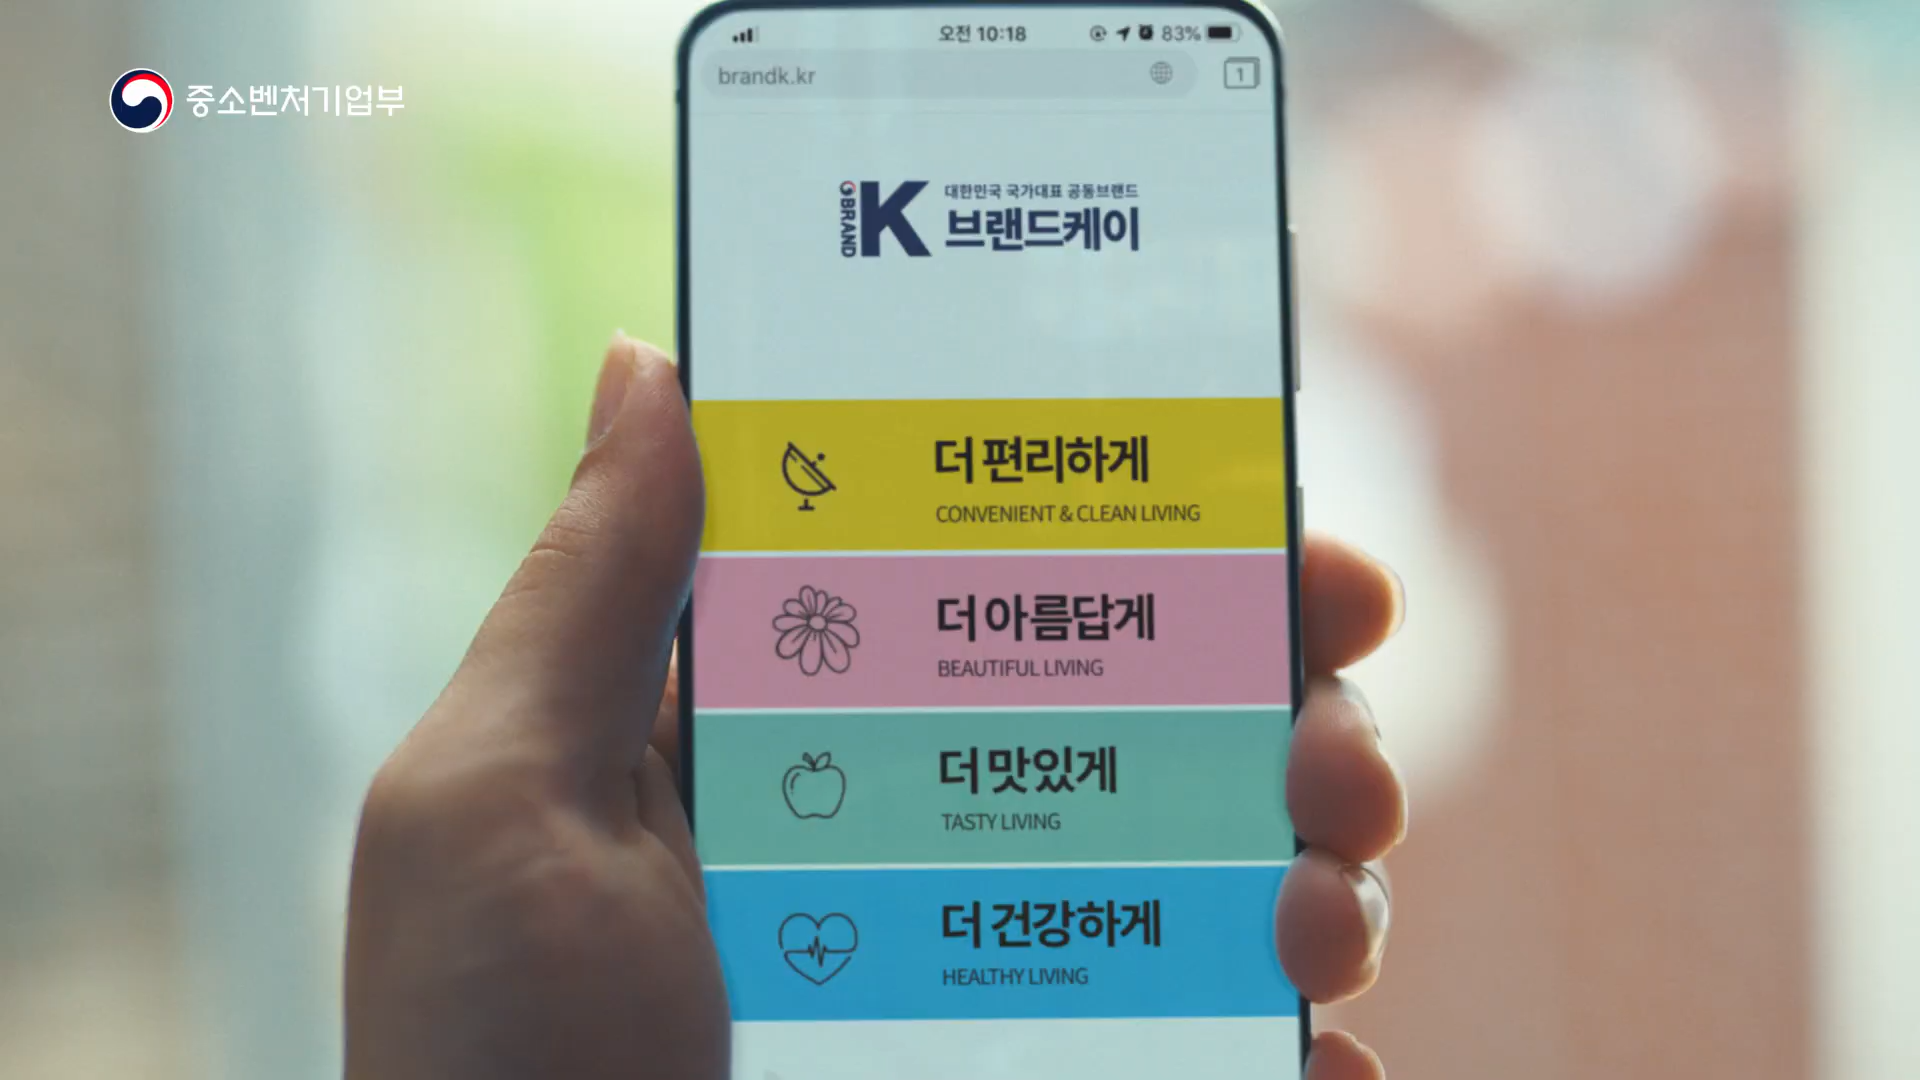 중소벤처기업부
오전 10:18
83%
brandk.kr
1
BRAND
K
대한민국 국가대표 공동브랜드
브랜드케이
더 편리하게
CONVENIENT & CLEAN LIVING
더 아름답게
BEAUTIFUL LIVING
더 맛있게
TASTY LIVING
더 건강하게
HEALTHY LIVING